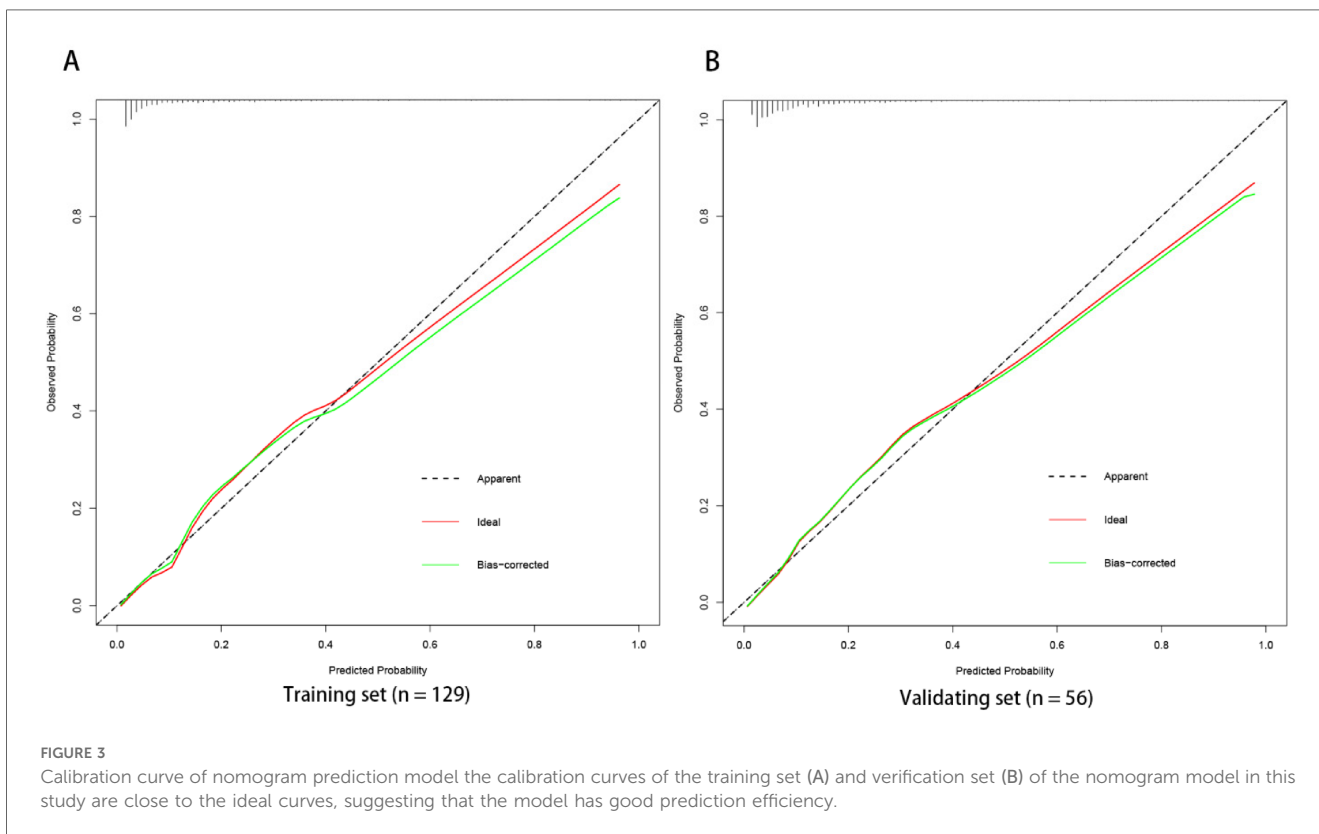 A
1.0
0.8
0.6
0.4
0.2
0.0
Observed Probability
Apparent
Ideal
Bias-corrected
0.0 0.2 0.4 0.6 0.8 1.0
Predicted Probability
Training set (n = 129)
B
1.0
0.8
0.6
0.4
0.2
0.0
Observed Probability
Apparent
Ideal
Bias-corrected
0.0 0.2 0.4 0.6 0.8 1.0
Predicted Probability
Validating set (n = 56)
FIGURE 3
Calibration curve of nomogram prediction model the calibration curves of the training set (A) and verification set (B) of the nomogram model in this
study are close to the ideal curves, suggesting that the model has good prediction efficiency.